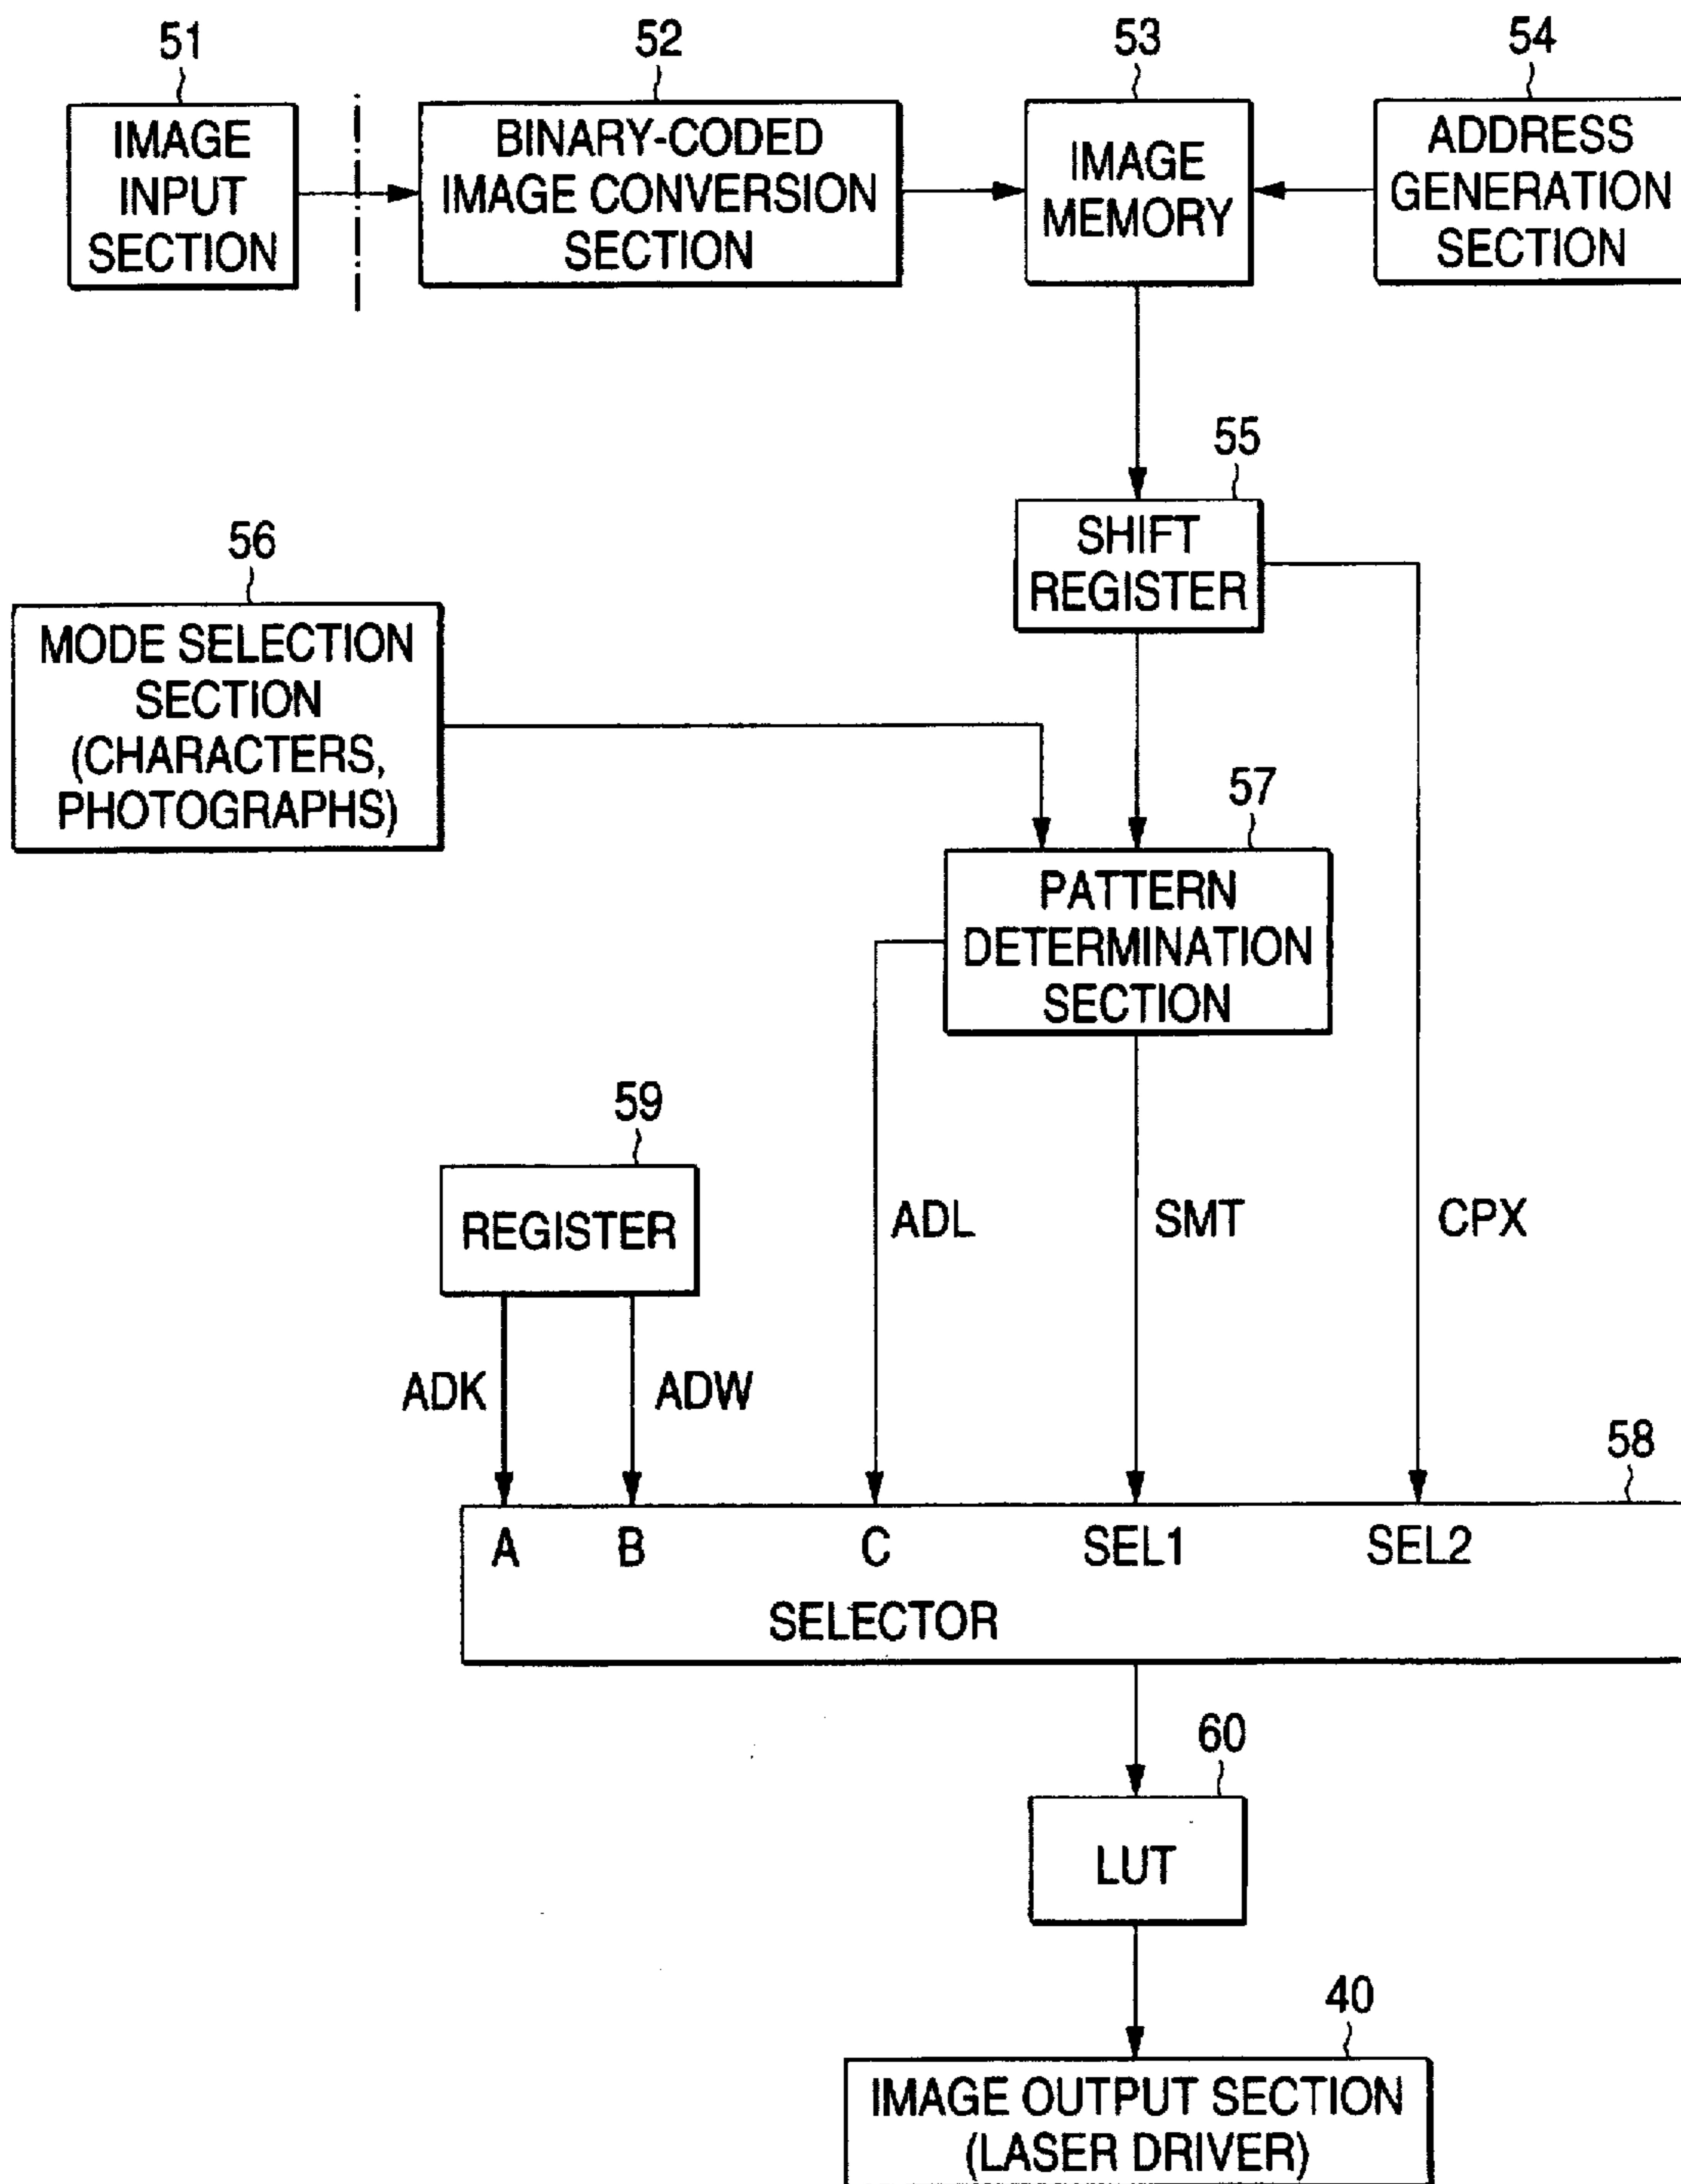 51
52
53
54
IMAGE
INPUT
SECTION
BINARY-CODED
IMAGE CONVERSION
SECTION
IMAGE
MEMORY
ADDRESS
GENERATION
SECTION
55
SHIFT
REGISTER
56
MODE SELECTION
SECTION
(CHARACTERS,
PHOTOGRAPHS)
57
PATTERN
DETERMINATION
SECTION
59
REGISTER
ADL
SMT
CPX
ADK
ADW
58
A
B
C
SEL1
SEL2
SELECTOR
60
LUT
40
IMAGE OUTPUT SECTION
(LASER DRIVER)